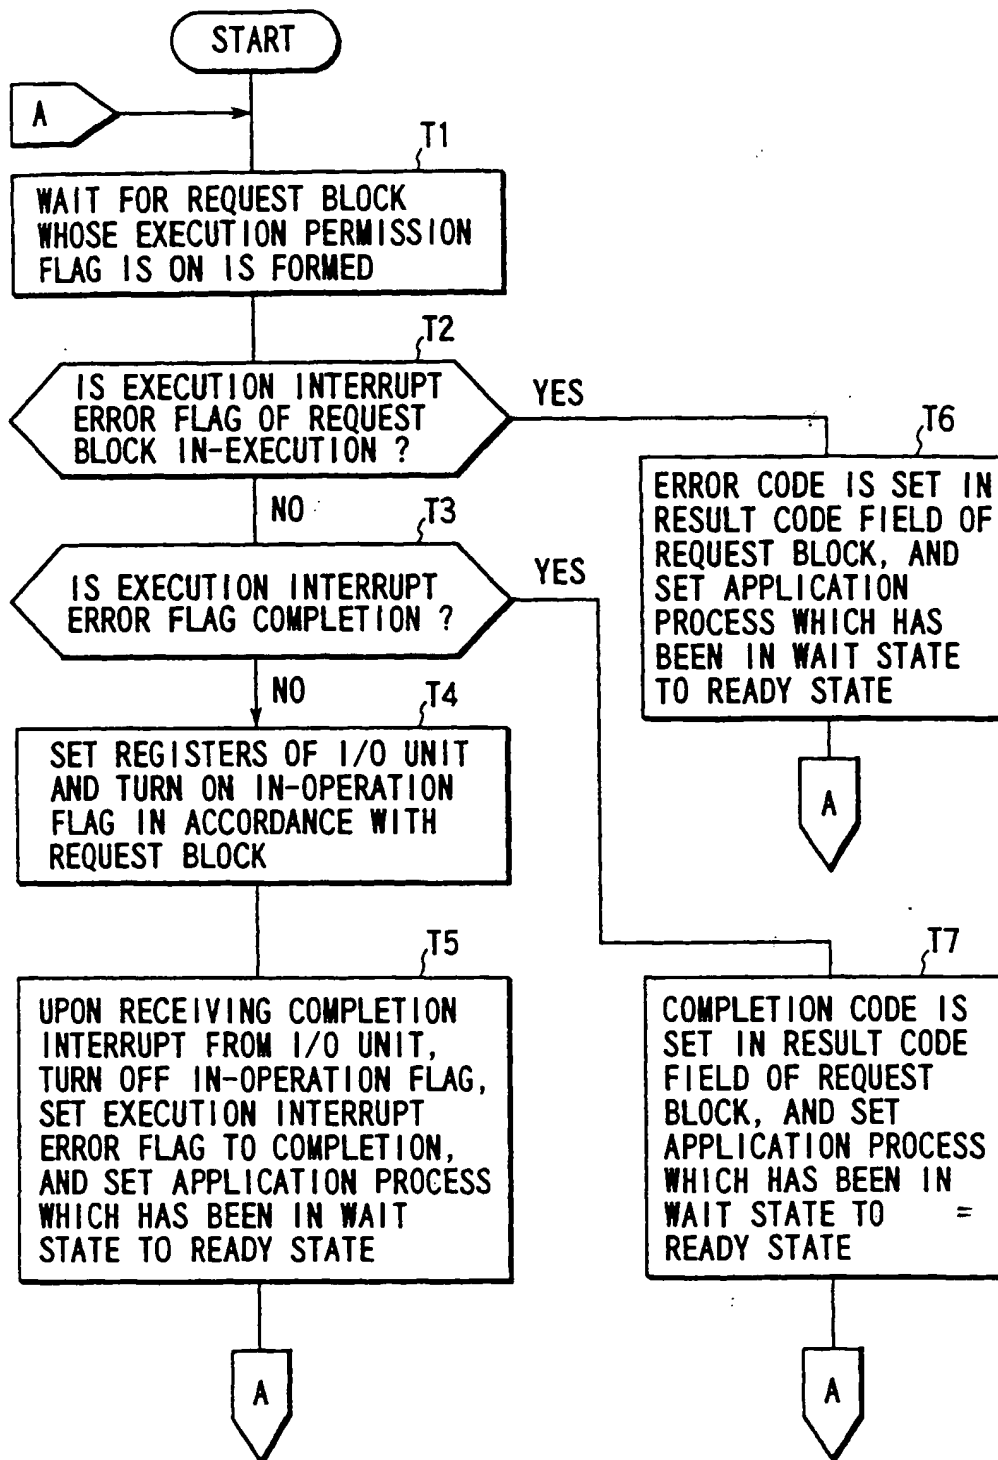 START
A
T1
WAIT FOR REQUEST BLOCK
WHOSE EXECUTION PERMISSION
FLAG IS ON IS FORMED
T2
IS EXECUTION INTERRUPT
ERROR FLAG OF REQUEST
BLOCK IN-EXECUTION ?
YES
NO
T6
ERROR CODE IS SET IN
RESULT CODE FIELD OF
REQUEST BLOCK, AND
SET APPLICATION
PROCESS WHICH HAS
BEEN IN WAIT STATE
TO READY STATE
A
T3
IS EXECUTION INTERRUPT
ERROR FLAG COMPLETION ?
YES
NO
T4
SET REGISTERS OF I/O UNIT
AND TURN ON IN-OPERATION
FLAG IN ACCORDANCE WITH
REQUEST BLOCK
T5
UPON RECEIVING COMPLETION
INTERRUPT FROM I/O UNIT,
TURN OFF IN-OPERATION FLAG,
SET EXECUTION INTERRUPT
ERROR FLAG TO COMPLETION,
AND SET APPLICATION PROCESS
WHICH HAS BEEN IN WAIT
STATE TO READY STATE
A
T7
COMPLETION CODE IS
SET IN RESULT CODE
FIELD OF REQUEST
BLOCK, AND SET
APPLICATION PROCESS
WHICH HAS BEEN IN
WAIT STATE TO =
READY STATE
A